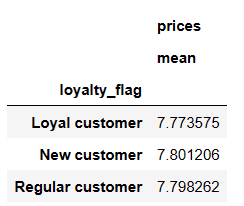 prices
mean
loyalty_flag
Loyal customer 7.773575
New customer 7.801206
Regular customer 7.798262